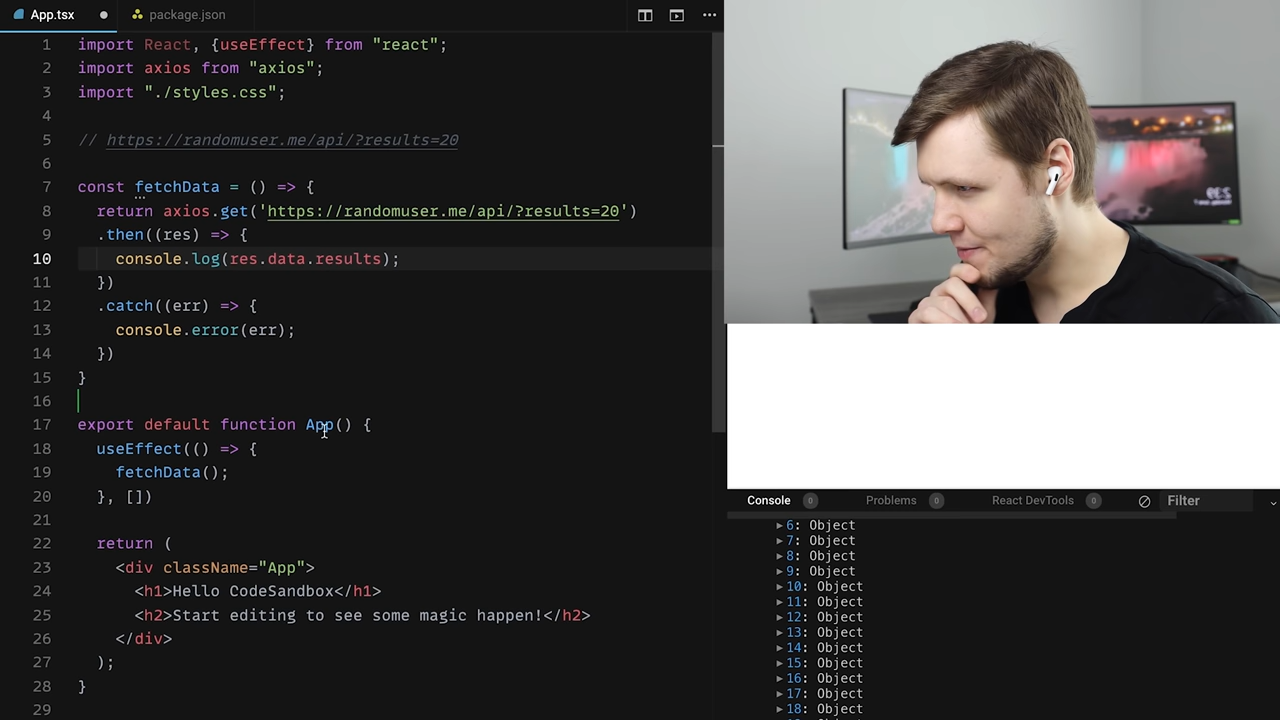 App.tsx
package.json
1 import React, {useEffect} from "react";
2 import axios from "axios";
3 import "./styles.css";
4
5 // https://randomuser.me/api/?results=20
6
7 const fetchData = () => {
8 return axios.get('https://randomuser.me/api/?results=20')
9 .then((res) => {
10 console.log(res.data.results);
11 })
12 .catch((err) => {
13 console.error(err);
14 })
15 }
16
17 export default function App() {
18 useEffect(() => {
19 fetchData();
20 }, [])
21
22 return (
23 <div className="App">
24 <h1>Hello CodeSandbox</h1>
25 <h2>Start editing to see some magic happen!</h2>
26 </div>
27 );
28 }
29
Console 0 Problems 0 React DevTools 0 Filter
6: Object
7: Object
8: Object
9: Object
10: Object
11: Object
12: Object
13: Object
14: Object
15: Object
16: Object
17: Object
18: Object